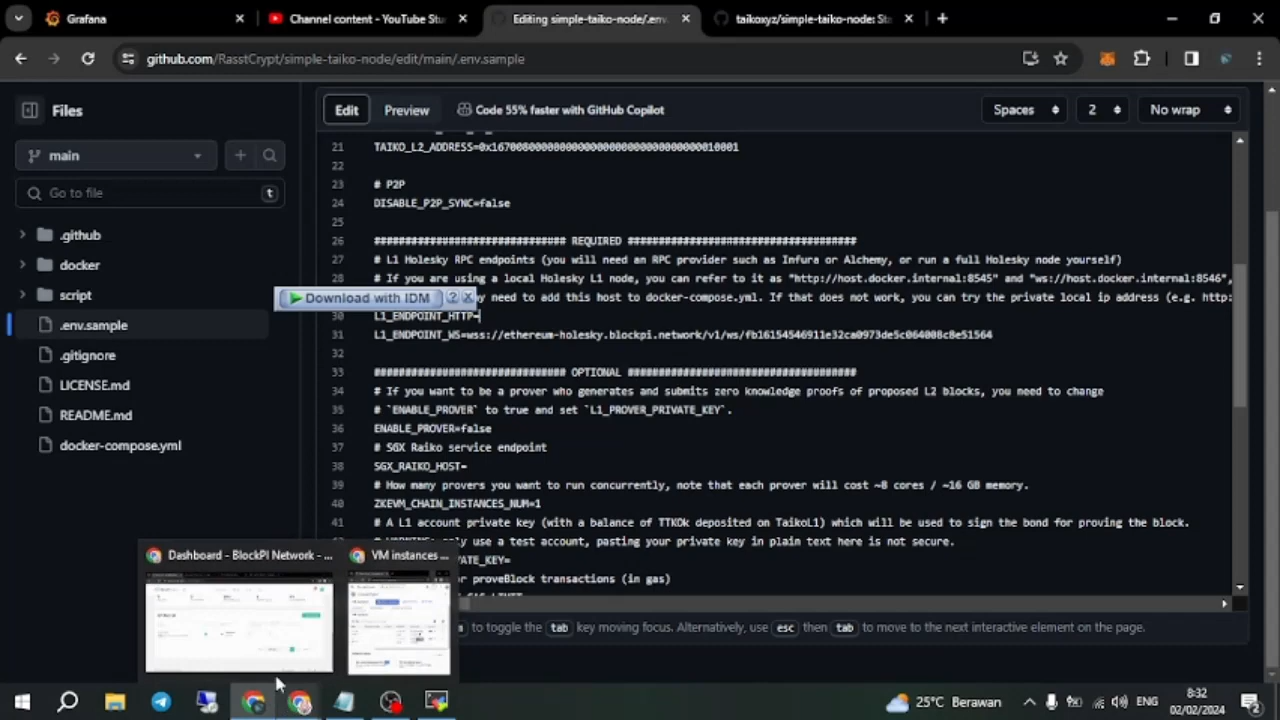 Grafana
Channel content - YouTube Stu
Editing simple-taiko-node/.env.
taikoxyz/simple-taiko-node: Sta
github.com/RasstCrypt/simple-taiko-node/edit/main/.env.sample
Files
main
Go to file
t
.github
docker
script
.env.sample
.gitignore
LICENSE.md
README.md
docker-compose.yml
Edit
Preview
Code 55% faster with GitHub Copilot
Spaces
2
No wrap
21 TAIKO_L2_ADDRESS=0x1670080000000000000000000000000000010001
22
23 # P2P
24 DISABLE_P2P_SYNC=false
25
26 ############################## REQUIRED ###################################
27 # L1 Holesky RPC endpoints (you will need an RPC provider such as Infura or Alchemy, or run a full Holesky node yourself)
28 # If you are using a local Holesky L1 node, you can refer to it as "http://host.docker.internal:8545" and "ws://host.docker.internal:8546",
may need to add this host to docker-compose.yml. If that does not work, you can try the private local ip address (e.g. http:
Download with IDM
?
30 L1_ENDPOINT_HTTP=
31 L1_ENDPOINT_WS=wss://ethereum-holesky.blockpi.network/v1/ws/fb16154546911e32ca0973de5c064008c8e51564
32
33 ############################## OPTIONAL ###################################
34 # If you want to be a prover who generates and submits zero knowledge proofs of proposed L2 blocks, you need to change
35 # `ENABLE_PROVER` to true and set `L1_PROVER_PRIVATE_KEY`.
36 ENABLE_PROVER=false
37 # SGX Raiko service endpoint
38 SGX_RAIKO_HOST=
39 # How many provers you want to run concurrently, note that each prover will cost ~8 cores / ~16 GB memory.
40 ZKEVM_CHAIN_INSTANCES_NUM=1
41 # A L1 account private key (with a balance of TTKOk deposited on TaikoL1) which will be used to sign the bond for proving the block.
only use a test account, pasting your private key in plain text here is not secure.
ATE_KEY=
or proveBlock transactions (in gas)
to toggle the tab key moving focus. Alternatively, use esc then tab to move to the next interactive element on the page.
Dashboard - BlockPI Network - ...
VM instances ...
25°C Berawan
ENG
8:32
02/02/2024
2